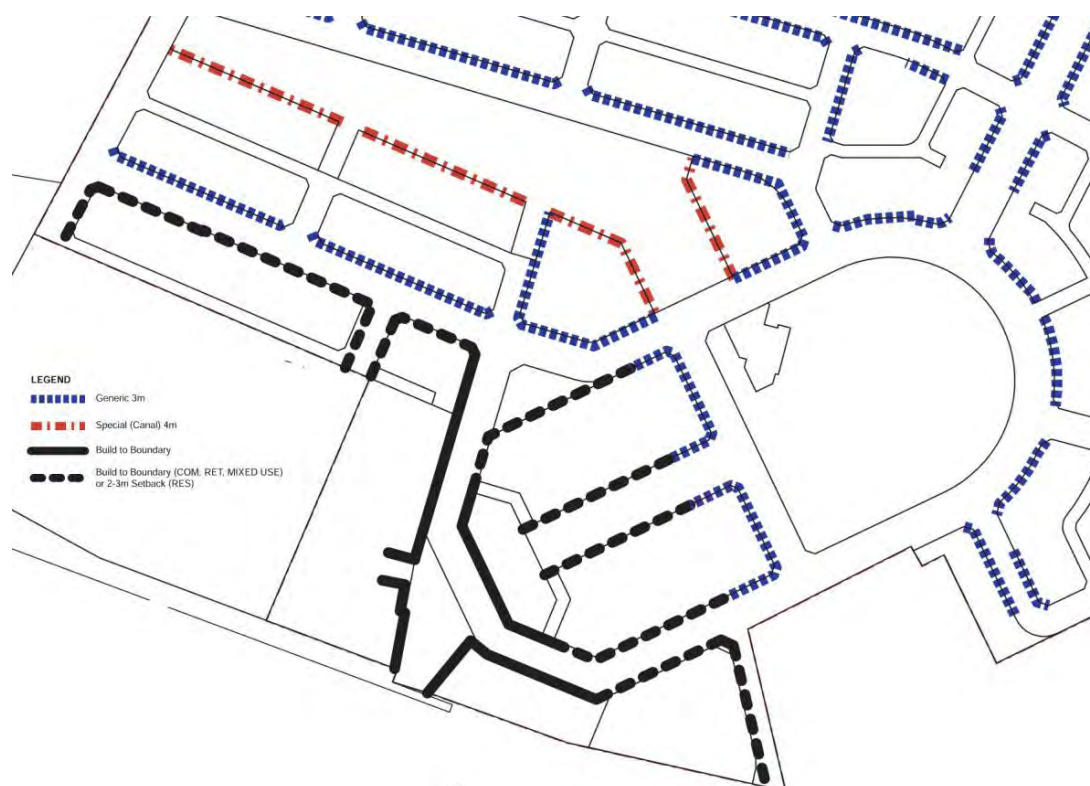 LEGEND
Generic 3m
Special (Canal) 4m
Build to Boundary
Build to Boundary (COM, RET, MIXED USE)
or 2-3m Setback (RES)